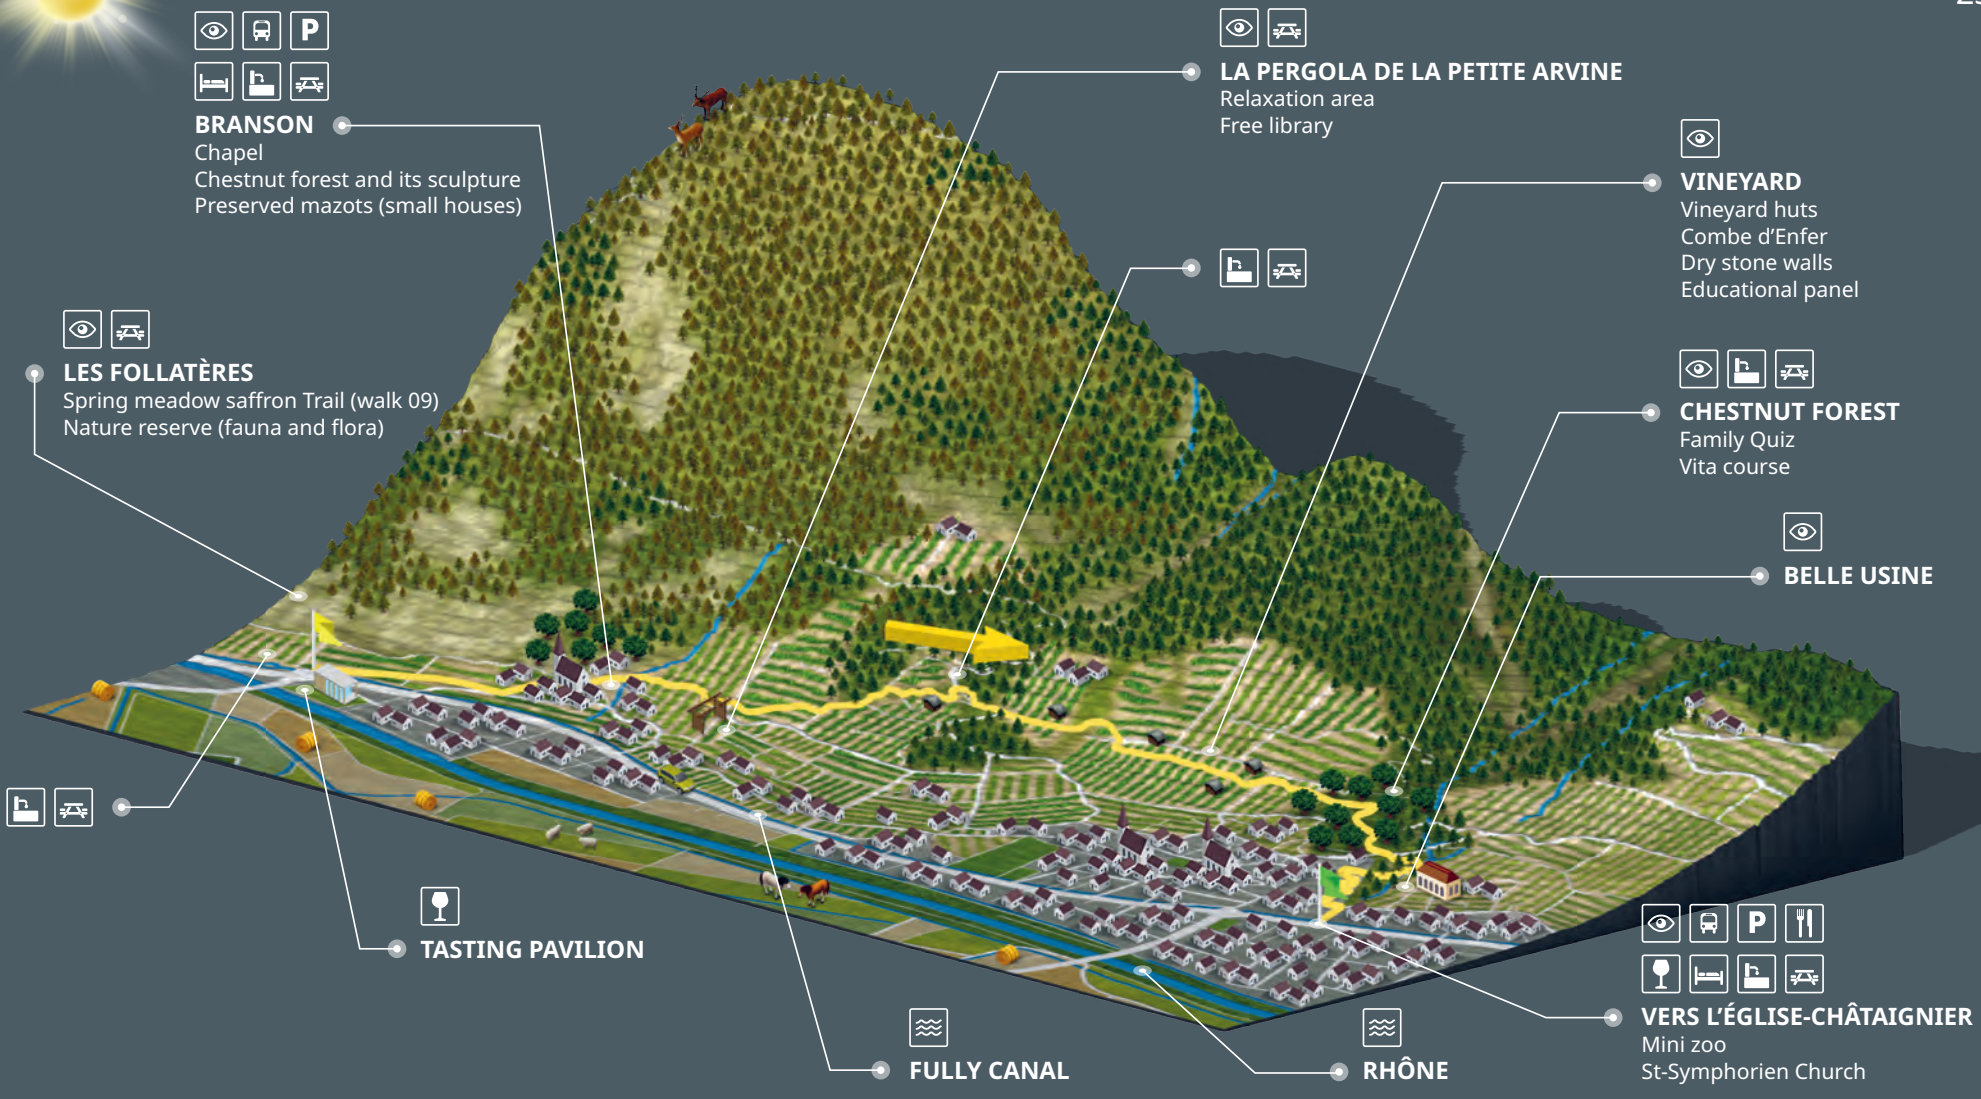 P
BRANSON
Chapel
Chestnut forest and its sculpture
Preserved mazots (small houses)
LA PERGOLA DE LA PETITE ARVINE
Relaxation area
Free library
VINEYARD
Vineyard huts
Combe d’Enfer
Dry stone walls
Educational panel
LES FOLLATÈRES
Spring meadow saffron Trail (walk 09)
Nature reserve (fauna and flora)
CHESTNUT FOREST
Family Quiz
Vita course
BELLE USINE
TASTING PAVILION
FULLY CANAL
RHÔNE
P
VERS L’ÉGLISE-CHÂTAIGNIER
Mini zoo
St-Symphorien Church